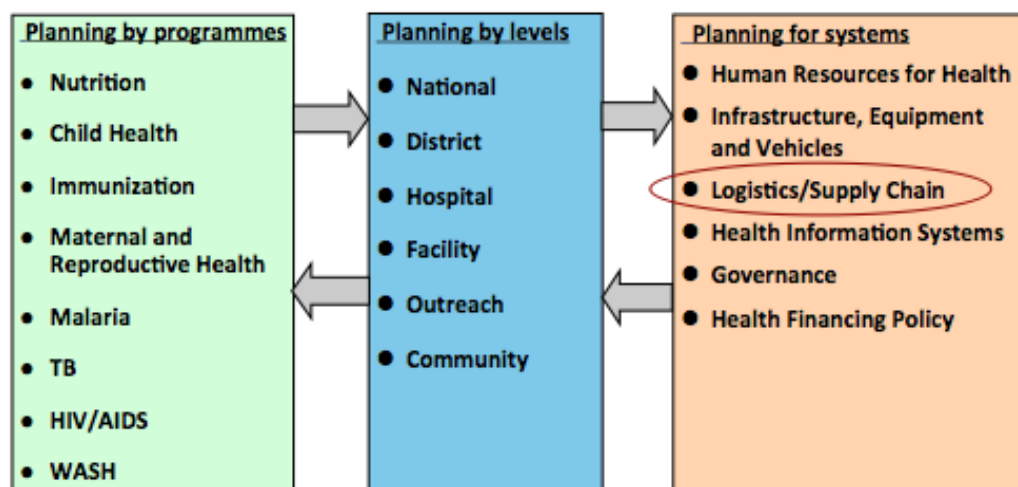 Planning by programmes
● Nutrition
● Child Health
● Immunization
● Maternal and
Reproductive Health
● Malaria
● TB
● HIV/AIDS
● WASH
Planning by levels
● National
● District
● Hospital
● Facility
● Outreach
● Community
Planning for systems
● Human Resources for Health
● Infrastructure, Equipment
and Vehicles
● Logistics/Supply Chain
● Health Information Systems
● Governance
● Health Financing Policy